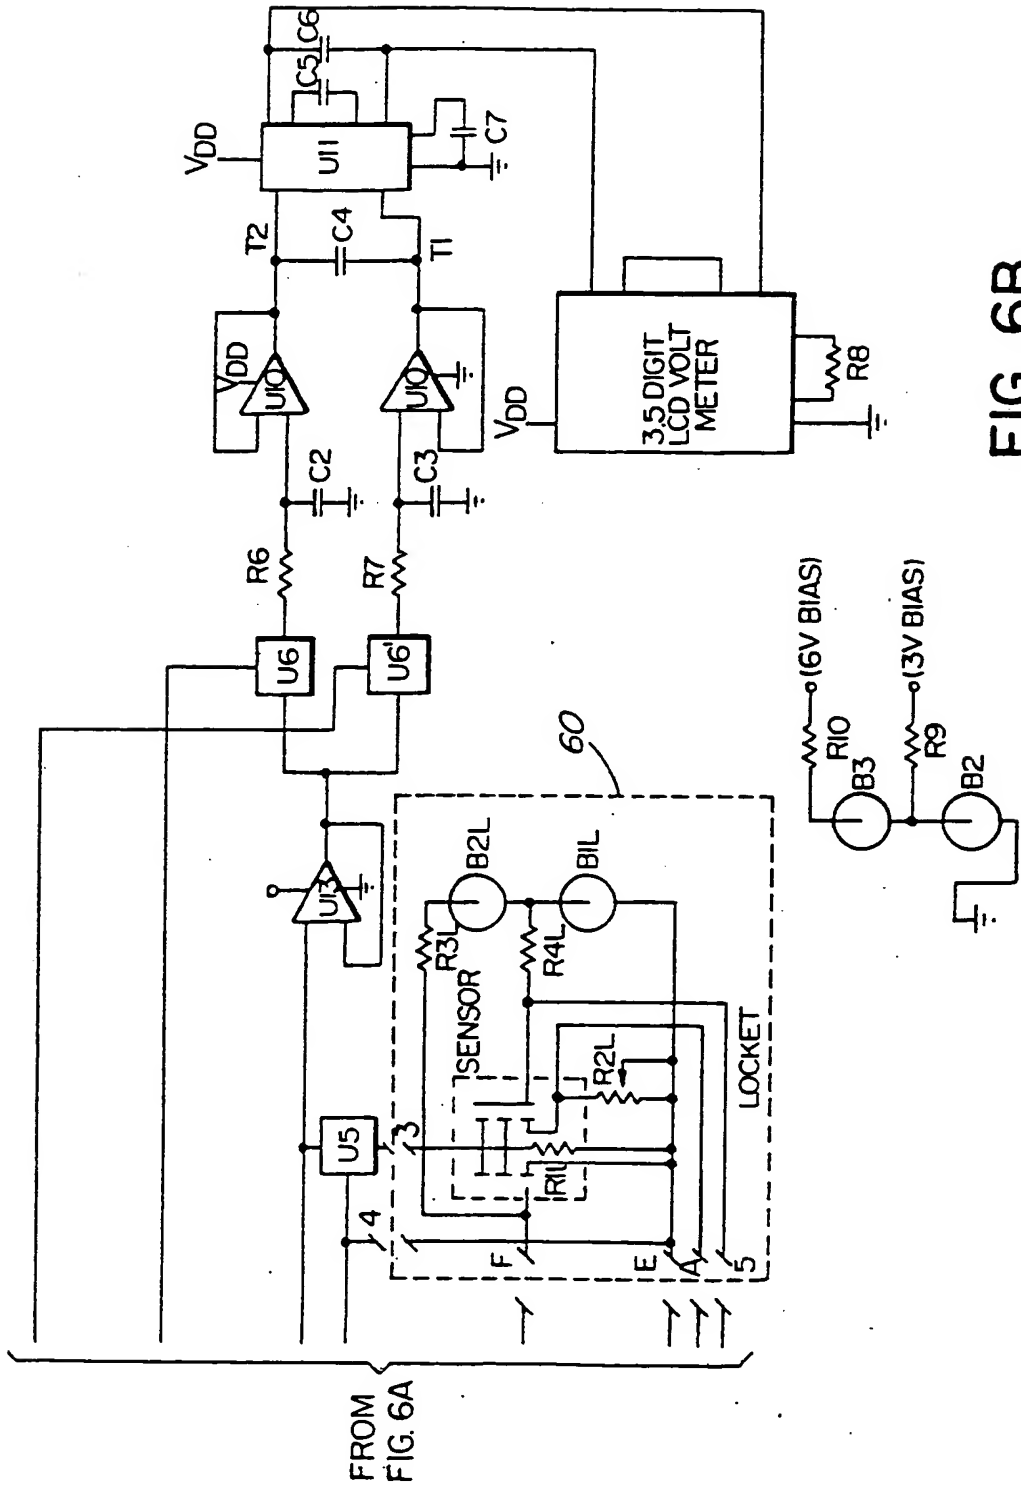 FROM
FIG. 6A
VDD
C5
C6
U11
C7
T2
C4
T1
VDD
U10
U10
C2
C3
R6
R7
U6
U6'
U13
VDD
3.5 DIGIT
LCD VOLT
METER
R8
U5
3
4
60
SENSOR
R3L
B2L
R4L
B1L
R1L
R2L
F
E
A
5
LOCKET
(6V BIAS)
R10
B3
(3V BIAS)
R9
B2
FIG. 6B